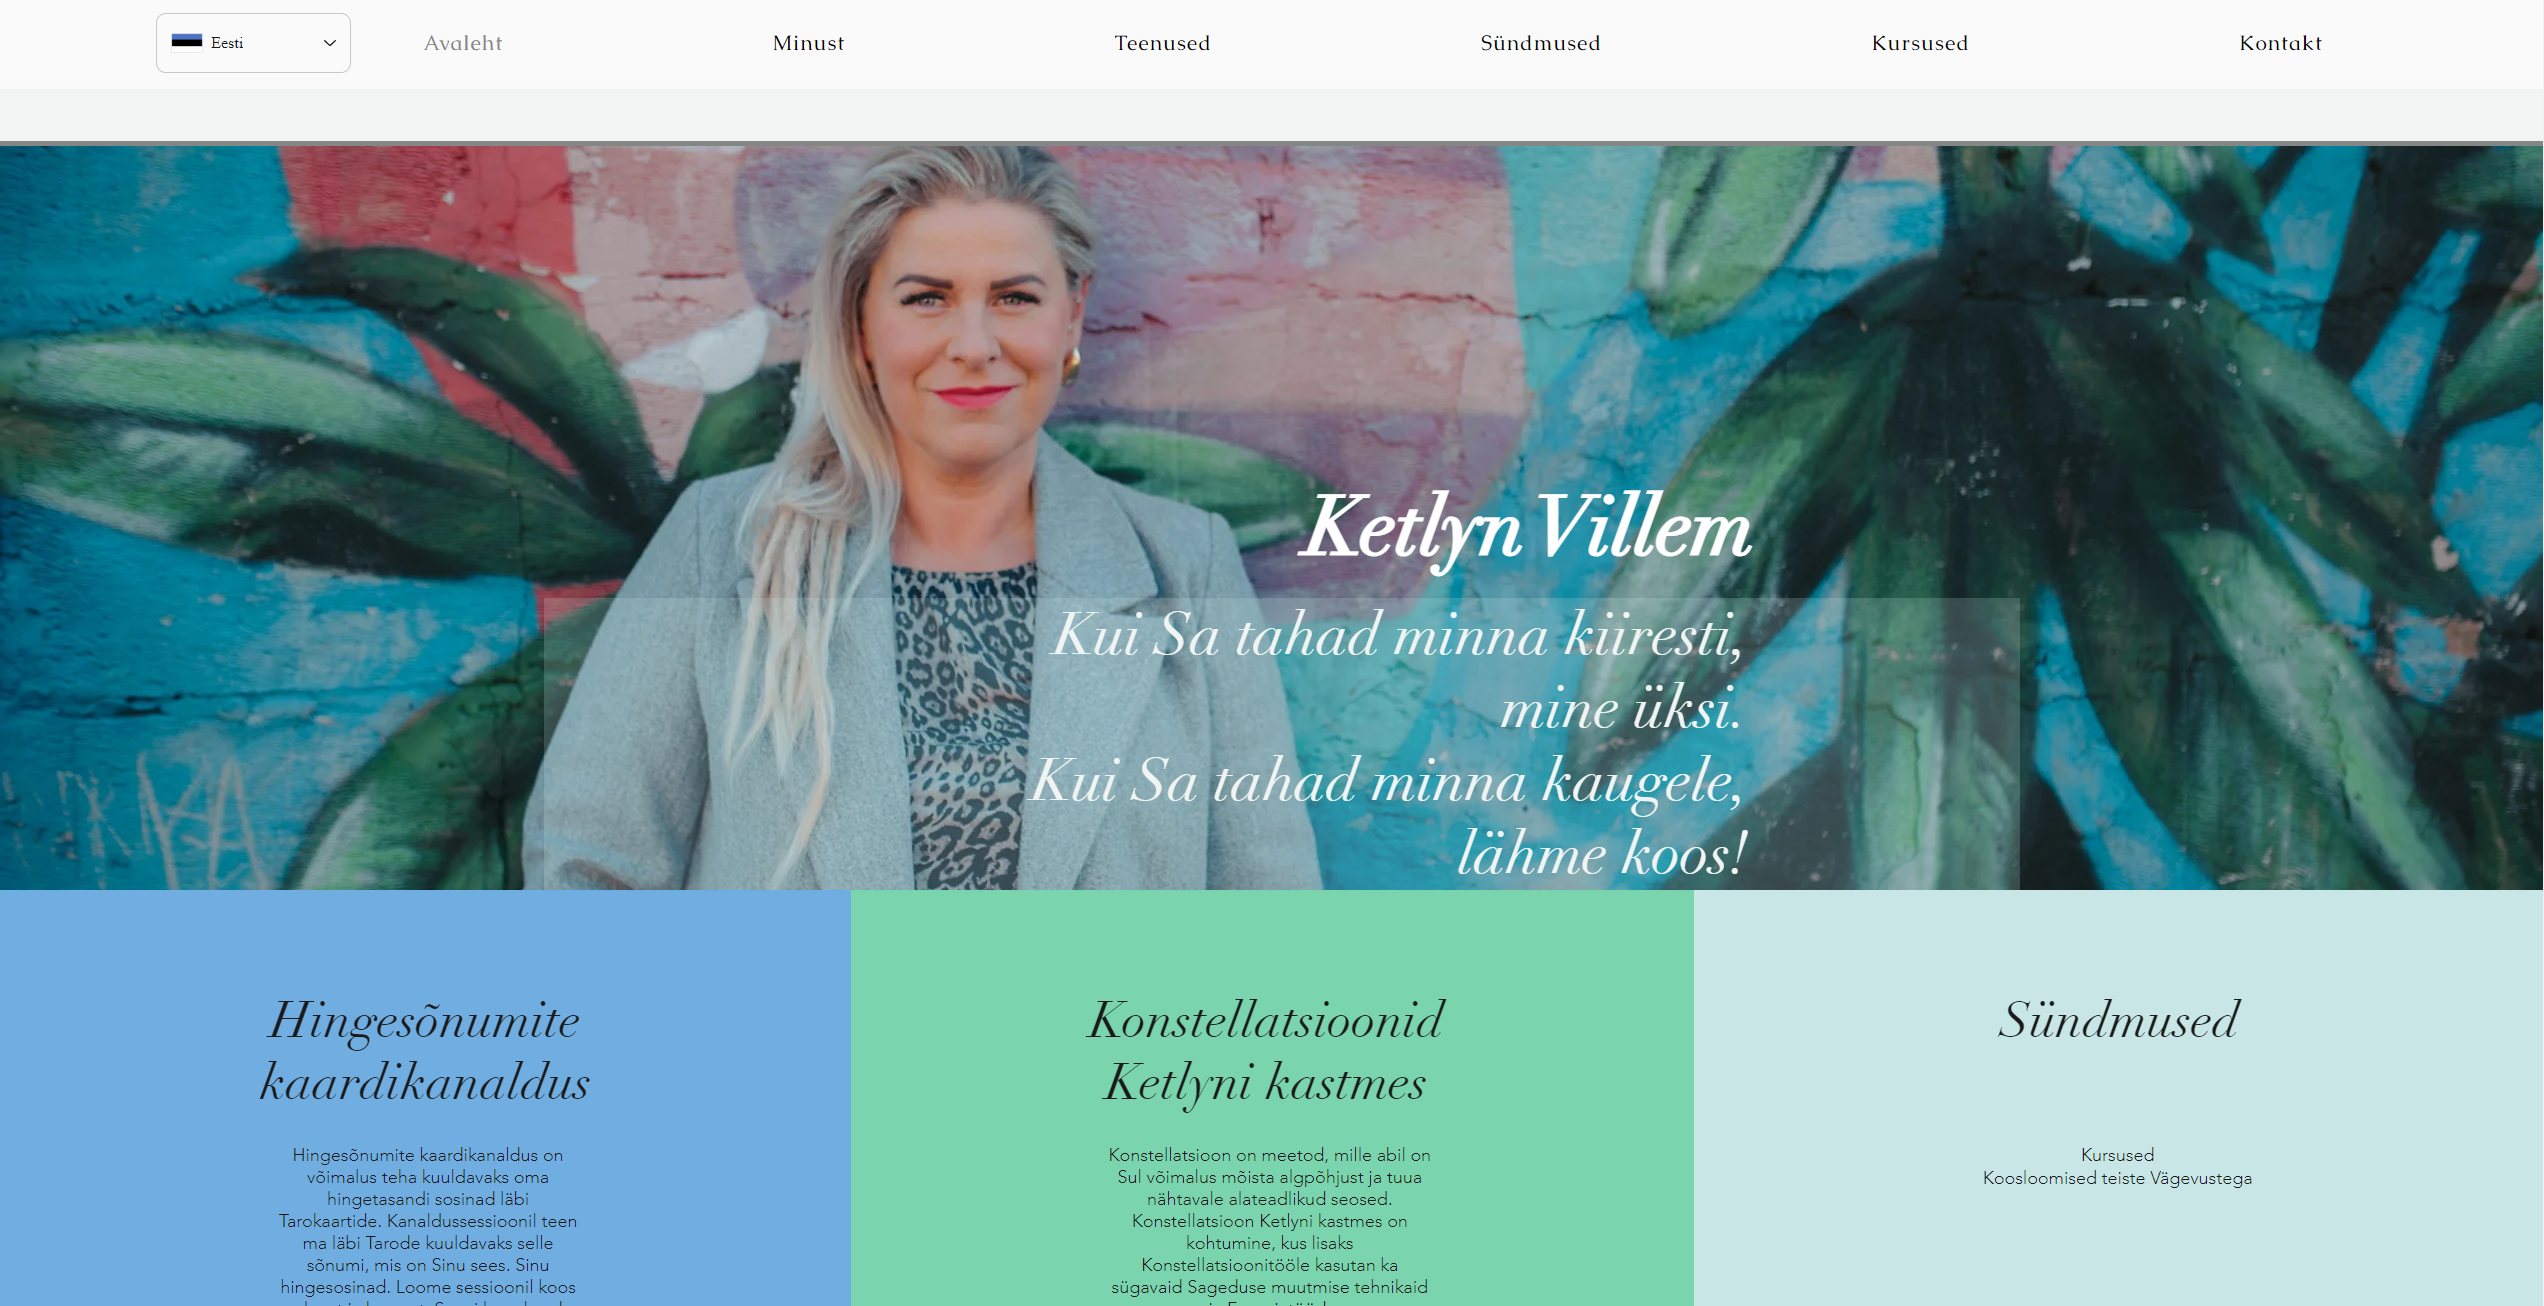 Eesti
Avaleht
Minust
Teenused
Sündmused
Kursused
Kontakt
Ketlyn Villem
Kui Sa tahad minna kiiresti,
mine üksi.
Kui Sa tahad minna kaugele,
lähme koos!
Hingesõnumite
kaardikanaldus
Hingesõnumite kaardikanaldus on
võimalus teha kuuldavaks oma
hingetasandi sosinad läbi
Tarokaartide. Kanaldussessioonil teen
ma läbi Tarode kuuldavaks selle
sõnumi, mis on Sinu sees. Sinu
hingesosinad. Loome sessioonil koos
Konstellatsioonid
Ketlyni kastmes
Konstellatsioon on meetod, mille abil on
Sul võimalus mõista algpõhjust ja tuua
nähtavale alateadlikud seosed.
Konstellatsioon Ketlyni kastmes on
kohtumine, kus lisaks
Konstellatsioonitööle kasutan ka
sügavaid Sageduse muutmise tehnikaid
Sündmused
Kursused
Koosloomised teiste Vägevustega